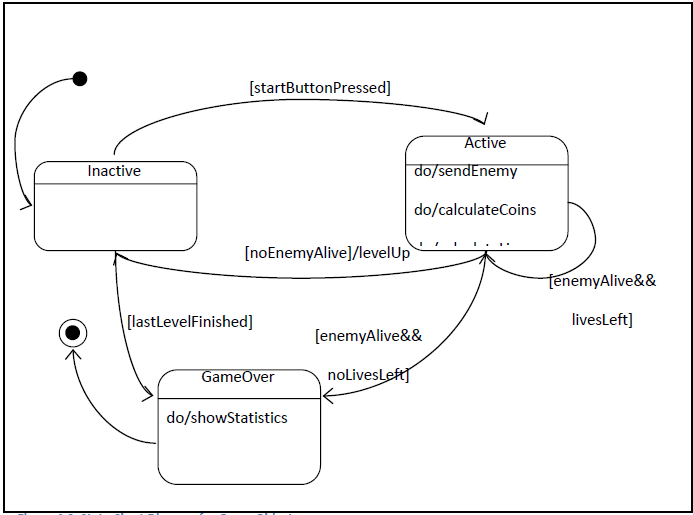 [startButtonPressed]
Active
Inactive
do/sendEnemy
do/calculateCoins
[noEnemyAlive]/levelUp
[enemyAlive&&
livesLeft]
[lastLevelFinished]
[enemyAlive&&
noLivesLeft]
GameOver
do/showStatistics